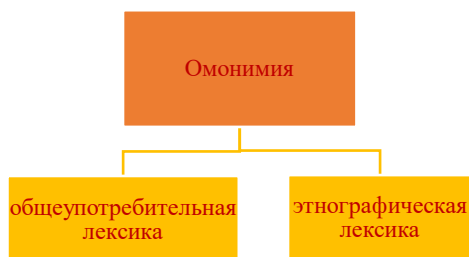 Омонимия
общеупотребительная
лексика
этнографическая
лексика